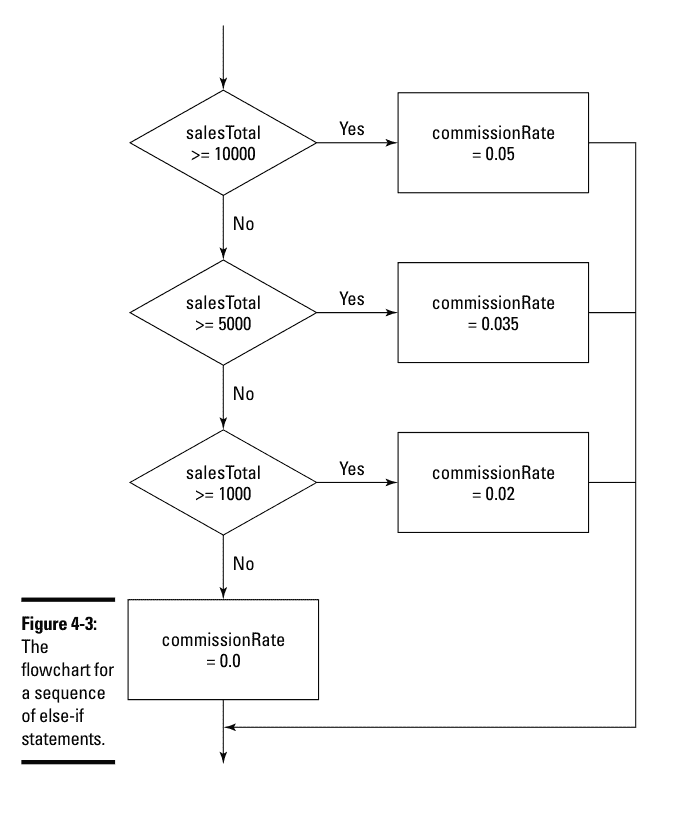 salesTotal
>= 10000
Yes
commissionRate
= 0.05
No
salesTotal
>= 5000
Yes
commissionRate
= 0.035
No
salesTotal
>= 1000
Yes
commissionRate
= 0.02
No
commissionRate
= 0.0
Figure 4-3:
The
flowchart for
a sequence
of else-if
statements.